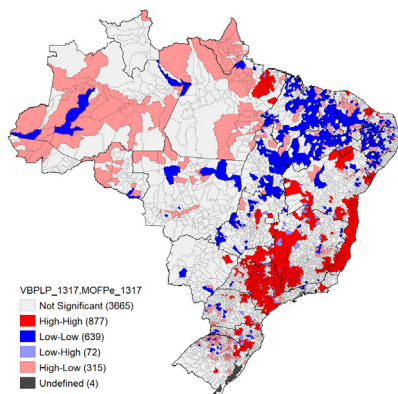 VBPLP_1317,MOFPe_1317
Not Significant (3665)
High-High (877)
Low-Low (639)
Low-High (72)
High-Low (315)
Undefined (4)